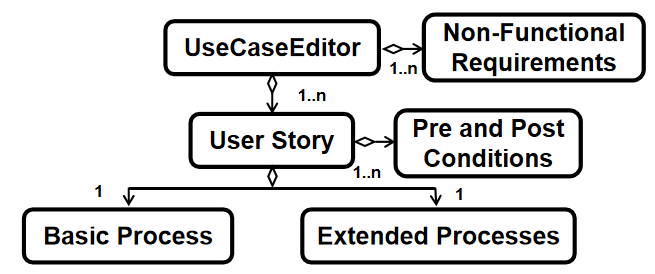 UseCaseEditor
Non-Functional
Requirements
1..n
1..n
User Story
Pre and Post
Conditions
1..n
1
1
Basic Process
Extended Processes